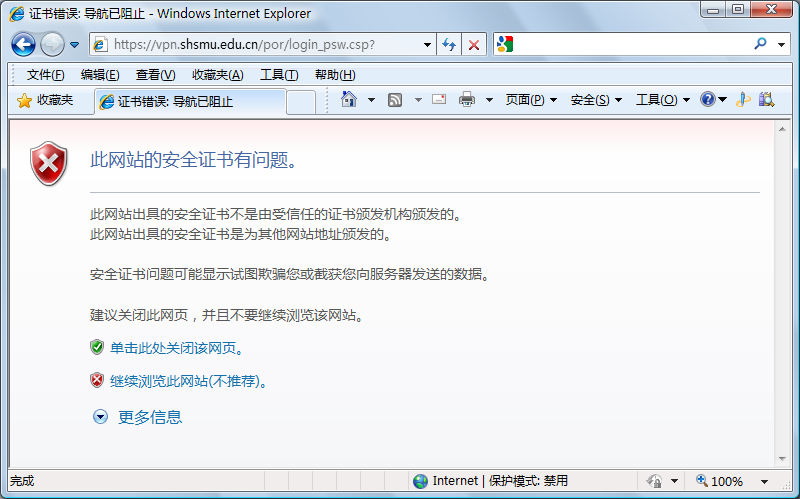 证书错误: 导航已阻止 - Windows Internet Explorer
https://vpn.shsmu.edu.cn/por/login_psw.csp?
文件(F) 编辑(E) 查看(V) 收藏夹(A) 工具(T) 帮助(H)
收藏夹 证书错误: 导航已阻止 页面(P) 安全(S) 工具(O)
此网站的安全证书有问题。
此网站出具的安全证书不是由受信任的证书颁发机构颁发的。
此网站出具的安全证书是为其他网站地址颁发的。
安全证书问题可能显示试图欺骗您或截获您向服务器发送的数据。
建议关闭此网页，并且不要继续浏览该网站。
单击此处关闭该网页。
继续浏览此网站(不推荐)。
更多信息
完成 Internet | 保护模式: 禁用 100%